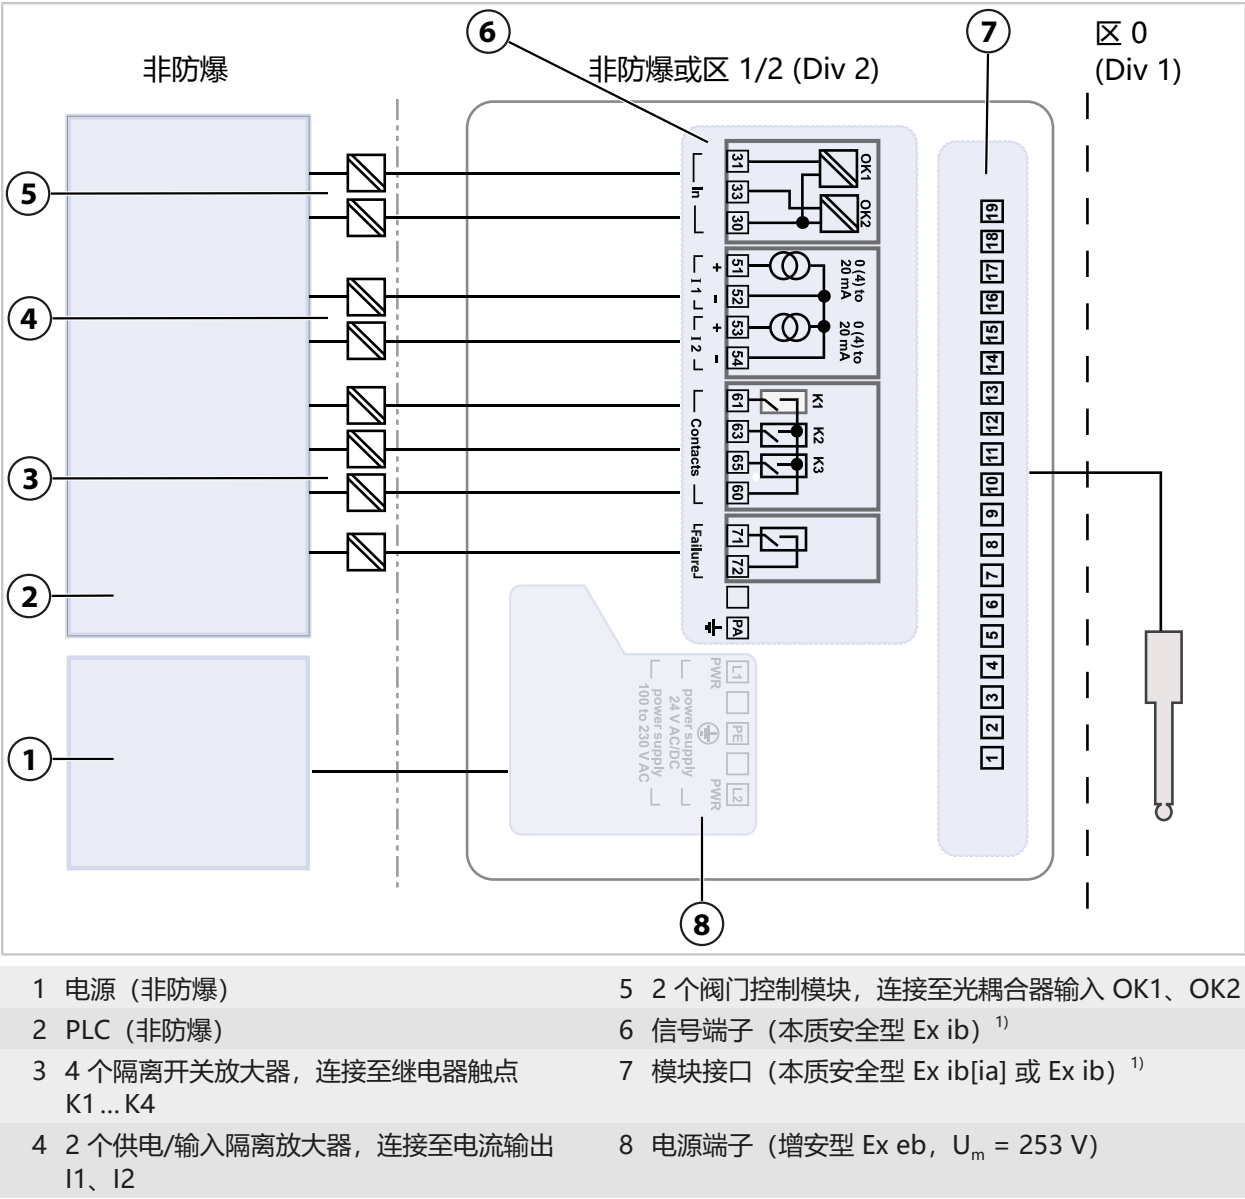 6
7
区 0
(Div 1)
非防爆
非防爆或区 1/2 (Div 2)
5
4
3
2
1
8
In
31
33
30
OK1
OK2
I 1
I 2
+
-
+
-
51
52
53
54
0 (4) to
20 mA
0 (4) to
20 mA
Contacts
61
63
65
60
K1
K2
K3
Failure
71
72
PA
L1
PE
L2
PWR
PWR
power supply
24 V AC/DC
power supply
100 to 230 V AC
19
18
17
16
15
14
13
12
11
10
9
8
7
6
5
4
3
2
1
1 电源（非防爆）
2 PLC（非防爆）
3 4 个隔离开关放大器，连接至继电器触点
K1 ... K4
4 2 个供电/输入隔离放大器，连接至电流输出
I1、I2
5 2 个阀门控制模块，连接至光耦合器输入 OK1、OK2
6 信号端子（本质安全型 Ex ib）1)
7 模块接口（本质安全型 Ex ib[ia] 或 Ex ib）1)
8 电源端子（增安型 Ex eb，Um = 253 V）